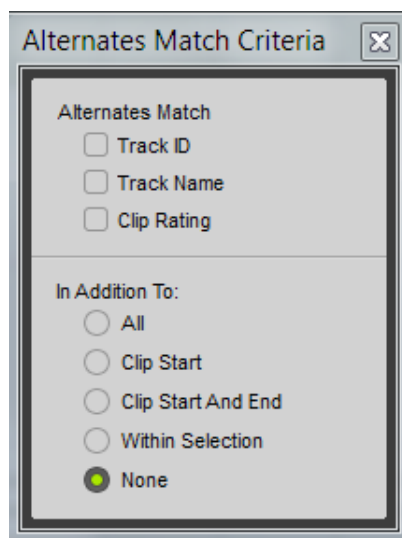 Alternates Match Criteria
Alternates Match
Track ID
Track Name
Clip Rating
In Addition To:
All
Clip Start
Clip Start And End
Within Selection
None